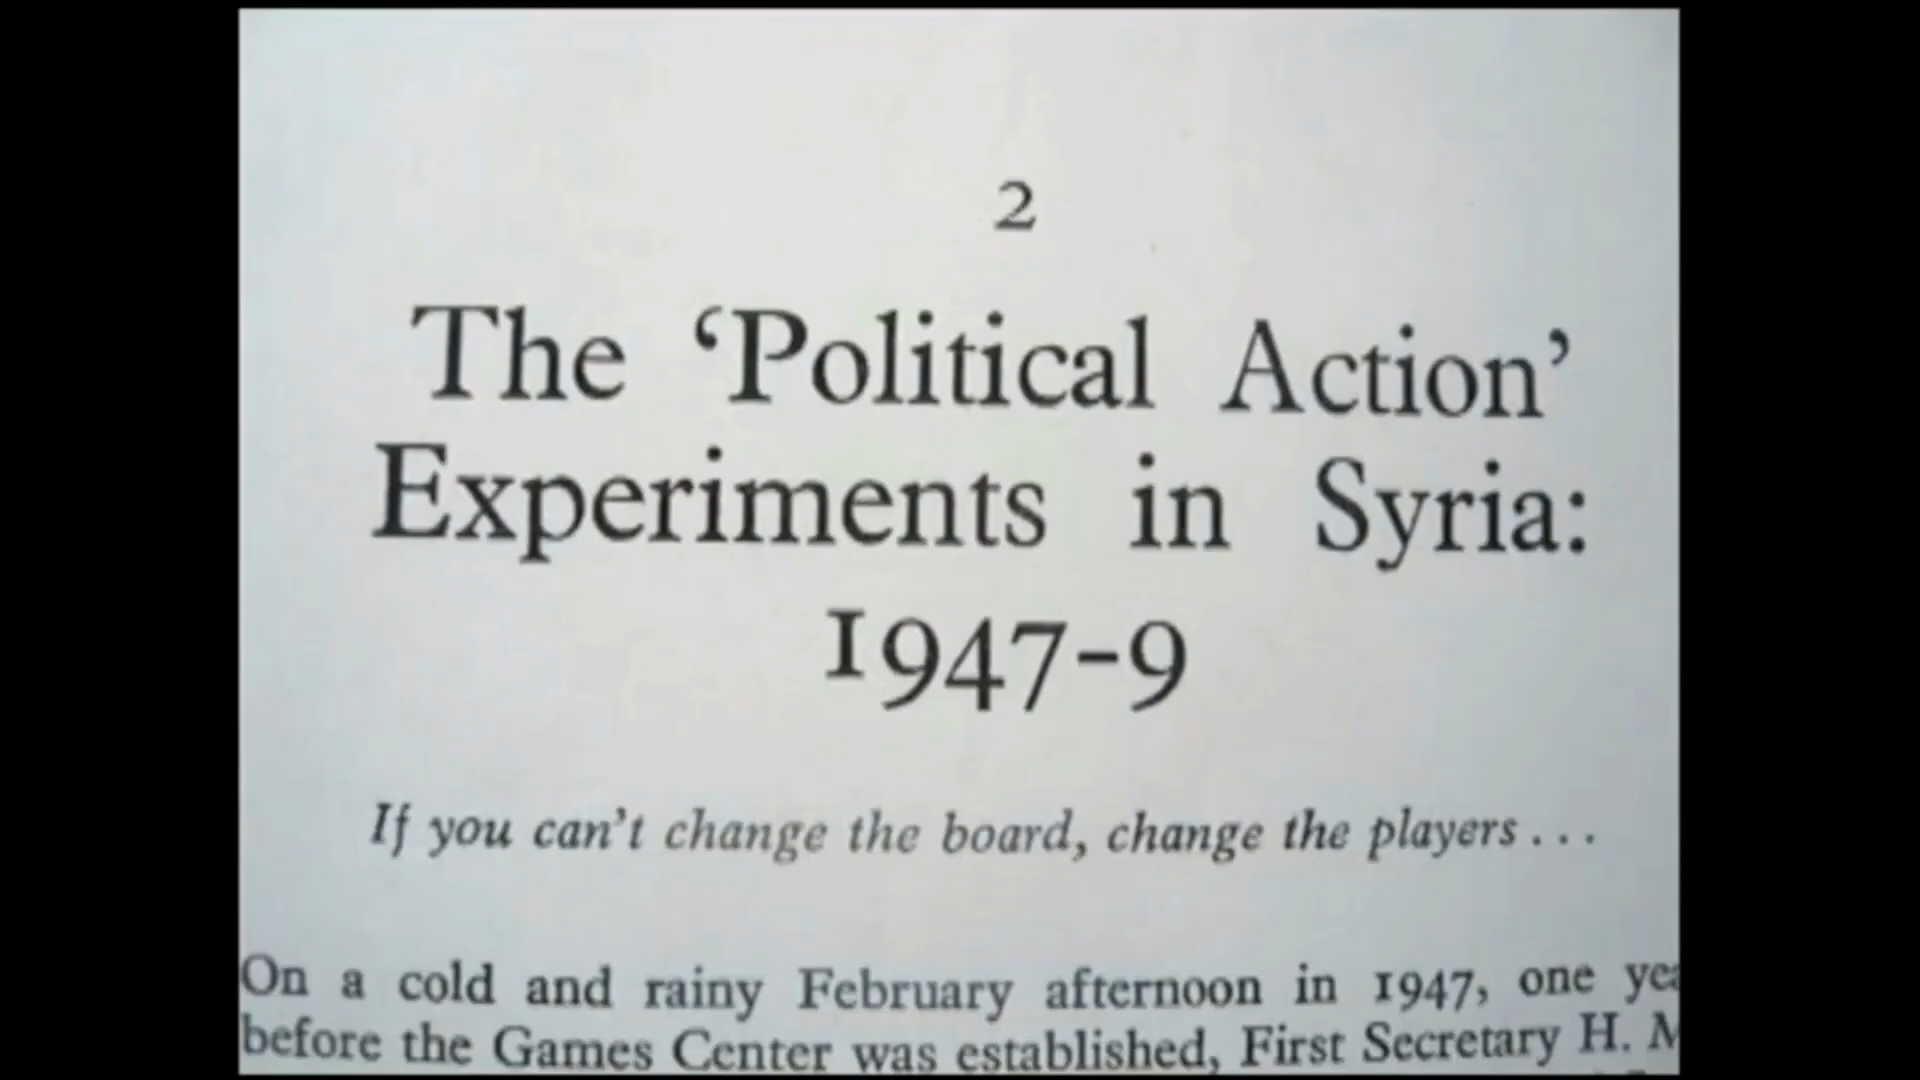 2
The ‘Political Action’
Experiments in Syria:
1947-9
If you can’t change the board, change the players...
On a cold and rainy February afternoon in 1947, one
before the Games Center was established, First Secretary H.